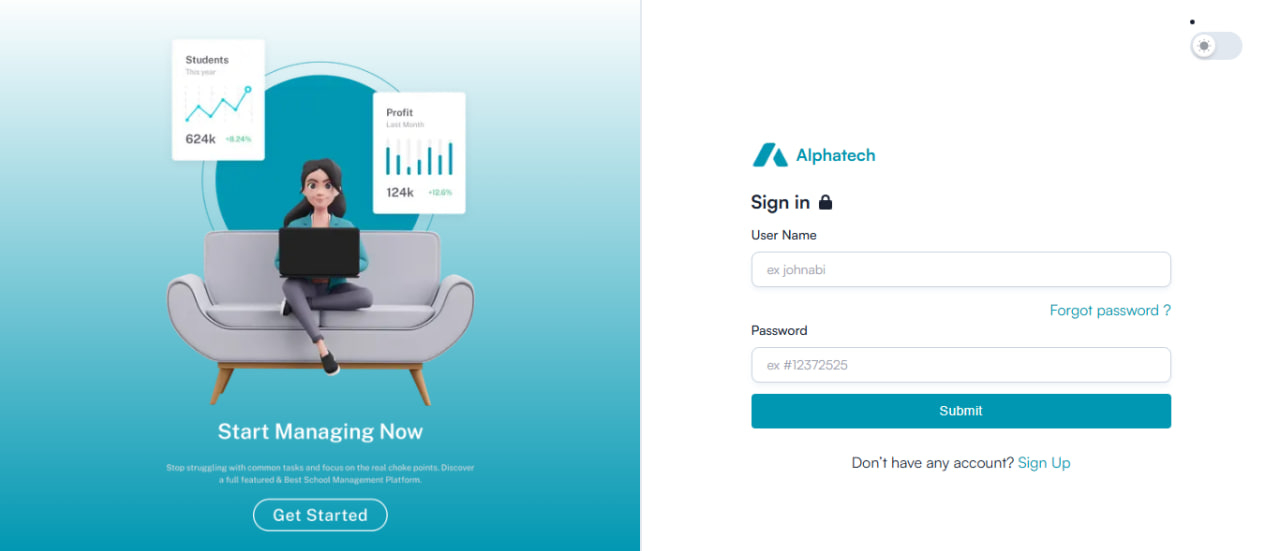 Students
This year
624k +8.24%
Profit
Last Month
124k +12.6%
Start Managing Now
Stop struggling with common tasks and focus on the real choke points. Discover
a full featured & Best School Management Platform.
Get Started
Alphatech
Sign in
User Name
ex johnabi
Forgot password ?
Password
ex #12372525
Submit
Don't have any account? Sign Up